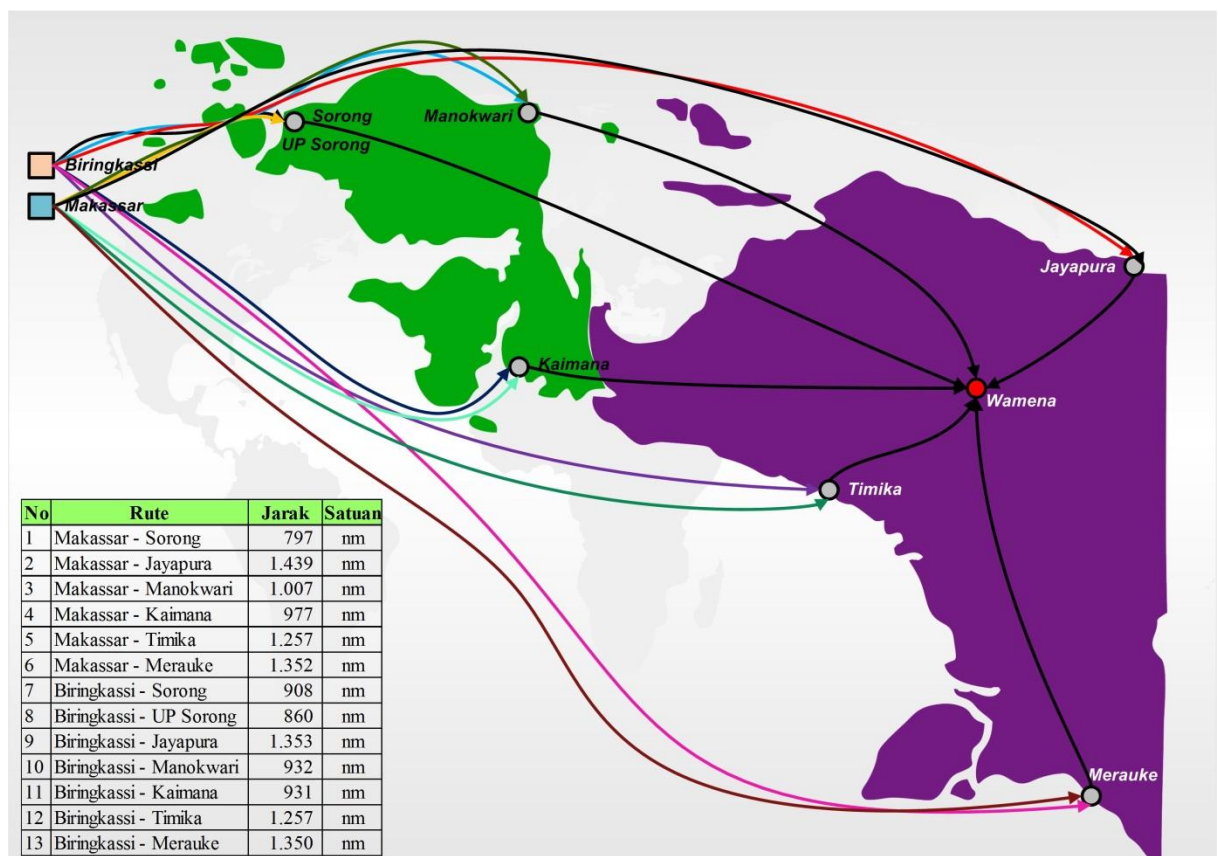 Sorong
UP Sorong
Manokwari
Biringkassi
Makassar
Jayapura
Kaimana
Wamena
Timika
Merauke
No Rute Jarak Satuan
1 Makassar - Sorong 797 nm
2 Makassar - Jayapura 1.439 nm
3 Makassar - Manokwari 1.007 nm
4 Makassar - Kaimana 977 nm
5 Makassar - Timika 1.257 nm
6 Makassar - Merauke 1.352 nm
7 Biringkassi - Sorong 908 nm
8 Biringkassi - UP Sorong 860 nm
9 Biringkassi - Jayapura 1.353 nm
10 Biringkassi - Manokwari 932 nm
11 Biringkassi - Kaimana 931 nm
12 Biringkassi - Timika 1.257 nm
13 Biringkassi - Merauke 1.350 nm